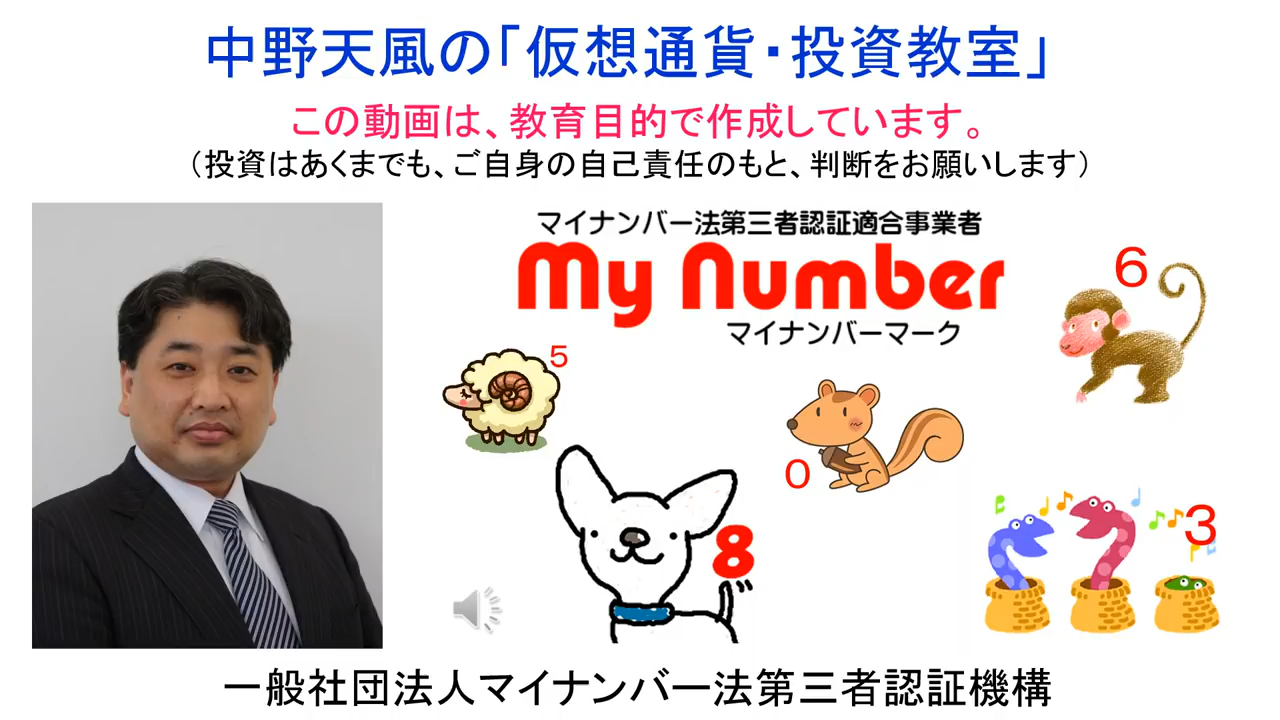 中野天風の「仮想通貨・投資教室」
この動画は、教育目的で作成しています。
（投資はあくまでも、ご自身の自己責任のもと、判断をお願いします）
マイナンバー法第三者認証適合事業者
My Number
マイナンバーマーク
6
5
0
3
8
一般社団法人マイナンバー法第三者認証機構